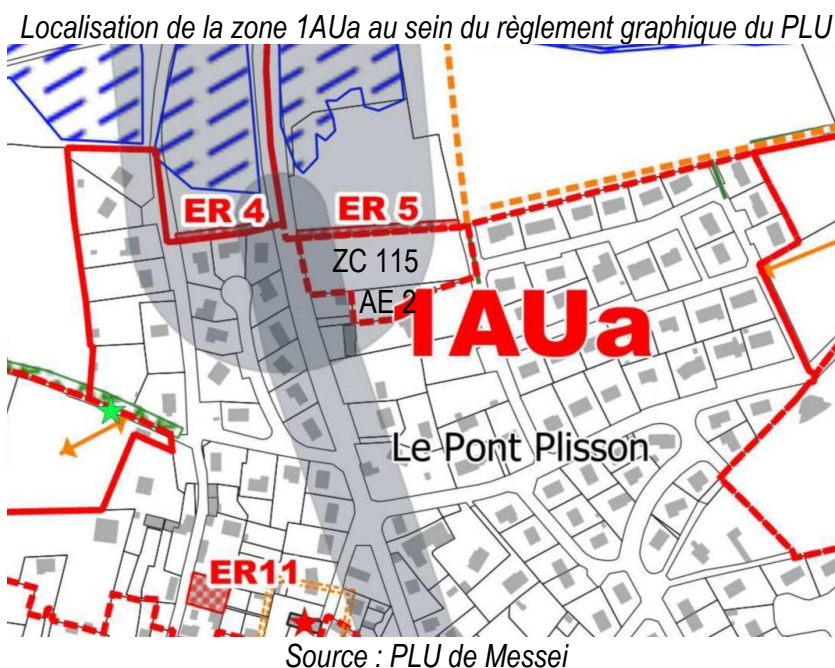 Localisation de la zone 1AUa au sein du règlement graphique du PLU
ER 4
ER 5
ZC 115
AE 2
1AUa
Le Pont Plisson
ER11
Source : PLU de Messei